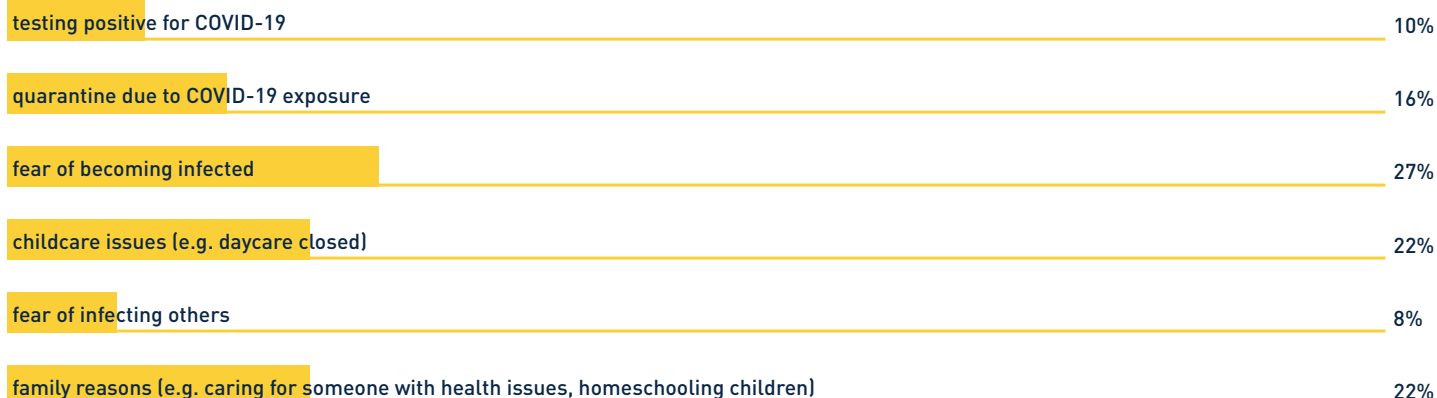 testing positive for COVID-19 10%
quarantine due to COVID-19 exposure 16%
fear of becoming infected 27%
childcare issues (e.g. daycare closed) 22%
fear of infecting others 8%
family reasons (e.g. caring for someone with health issues, homeschooling children) 22%